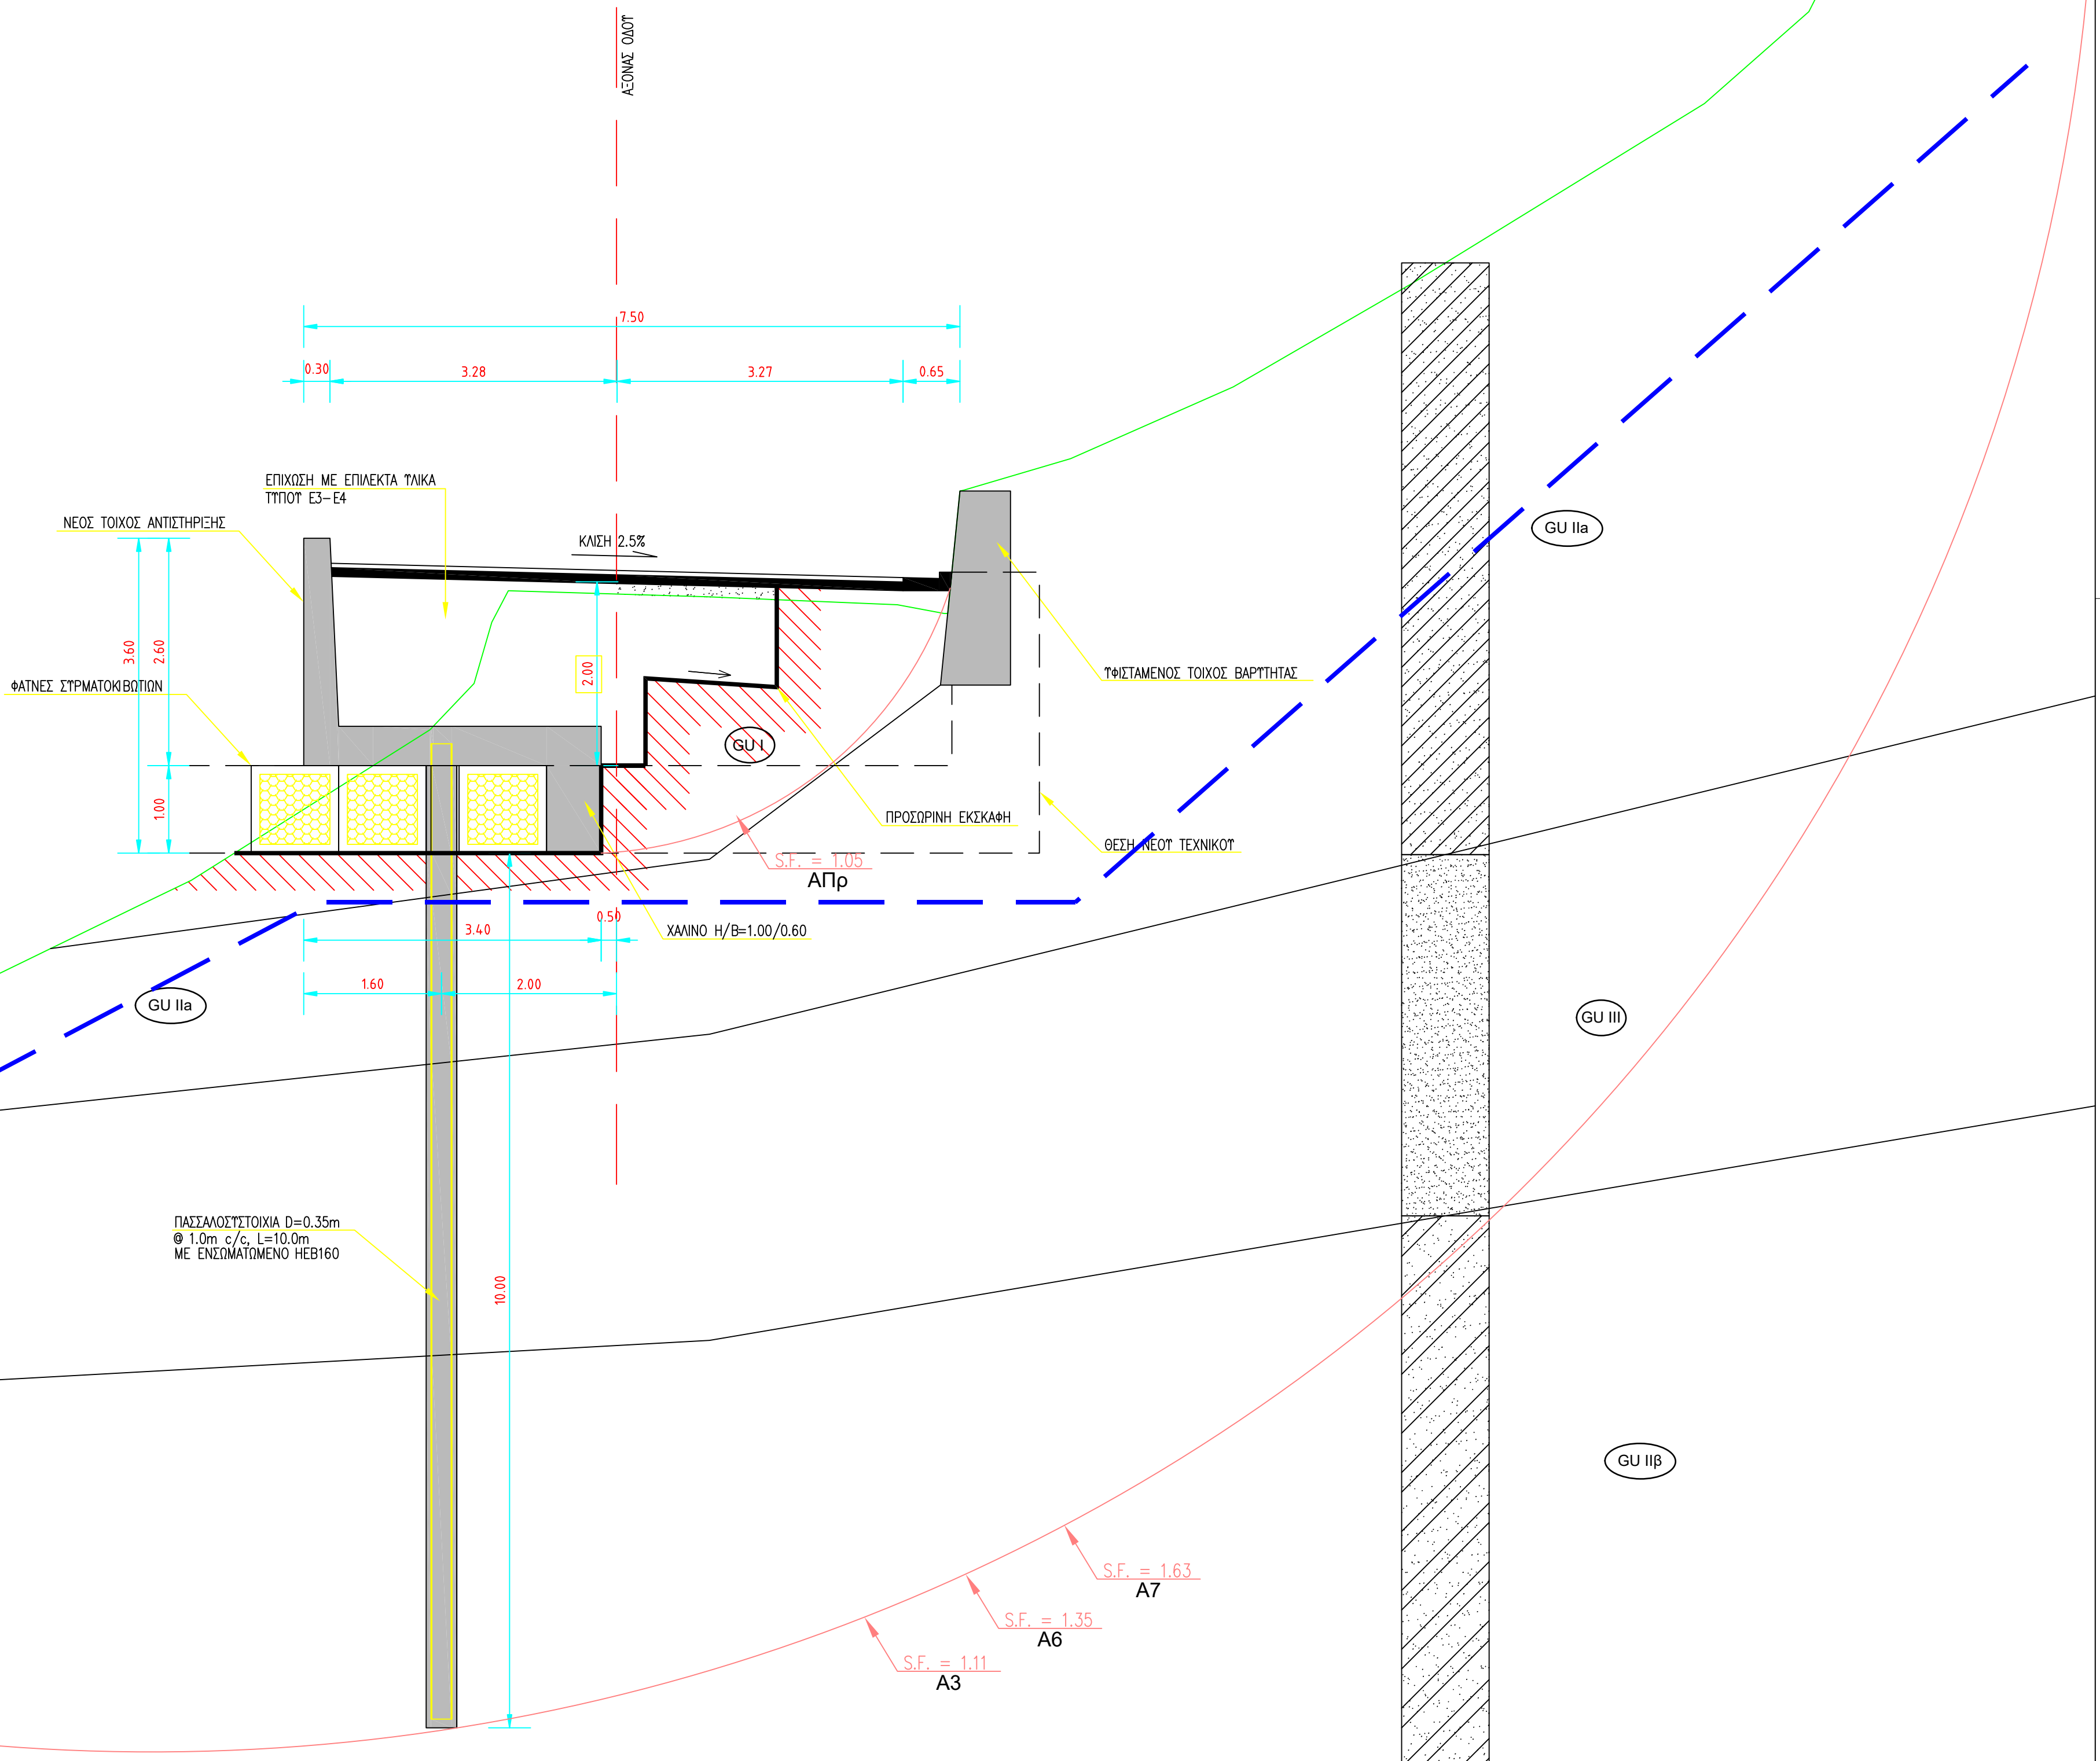 ΑΞΟΝΑΣ ΟΔΟΥ
7.50
0.30
3.28
3.27
0.65
ΕΠΙΧΩΣΗ ΜΕ ΕΠΙΛΕΚΤΑ ΥΛΙΚΑ
ΤΥΠΟΥ Ε3-Ε4
ΝΕΟΣ ΤΟΙΧΟΣ ΑΝΤΙΣΤΗΡΙΞΗΣ
ΚΛΙΣΗ 2.5%
GU IIa
3.60
2.60
2.00
ΦΑΤΝΕΣ ΣΥΡΜΑΤΟΚΙΒΩΤΙΩΝ
ΥΦΙΣΤΑΜΕΝΟΣ ΤΟΙΧΟΣ ΒΑΡΥΤΗΤΑΣ
GU I
1.00
ΠΡΟΣΩΡΙΝΗ ΕΚΣΚΑΦΗ
ΘΕΣΗ ΝΕΟΥ ΤΕΧΝΙΚΟΥ
S.F. = 1.05
ΑΠρ
0.50
3.40
ΧΑΛΙΝΟ Η/Β=1.00/0.60
1.60
2.00
GU IIa
GU III
ΠΑΣΣΑΛΟΣΥΣΤΟΙΧΙΑ D=0.35m
@ 1.0m c/c, L=10.0m
ΜΕ ΕΝΣΩΜΑΤΩΜΕΝΟ HEB160
10.00
GU IIβ
S.F. = 1.63
A7
S.F. = 1.35
A6
S.F. = 1.11
A3